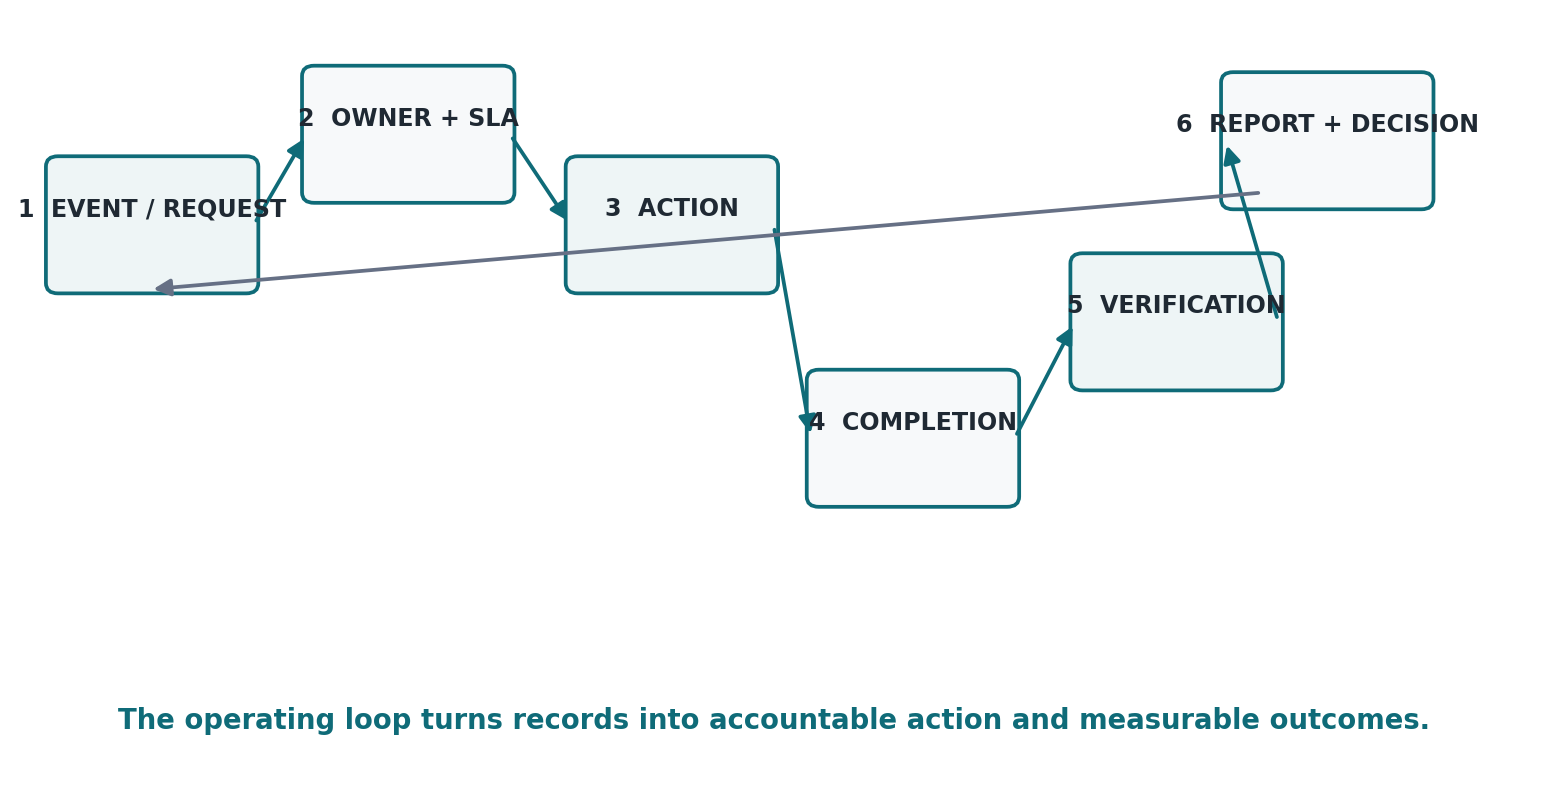 1  EVENT / REQUEST
2  OWNER + SLA
3  ACTION
4  COMPLETION
5  VERIFICATION
6  REPORT + DECISION
The operating loop turns records into accountable action and measurable outcomes.